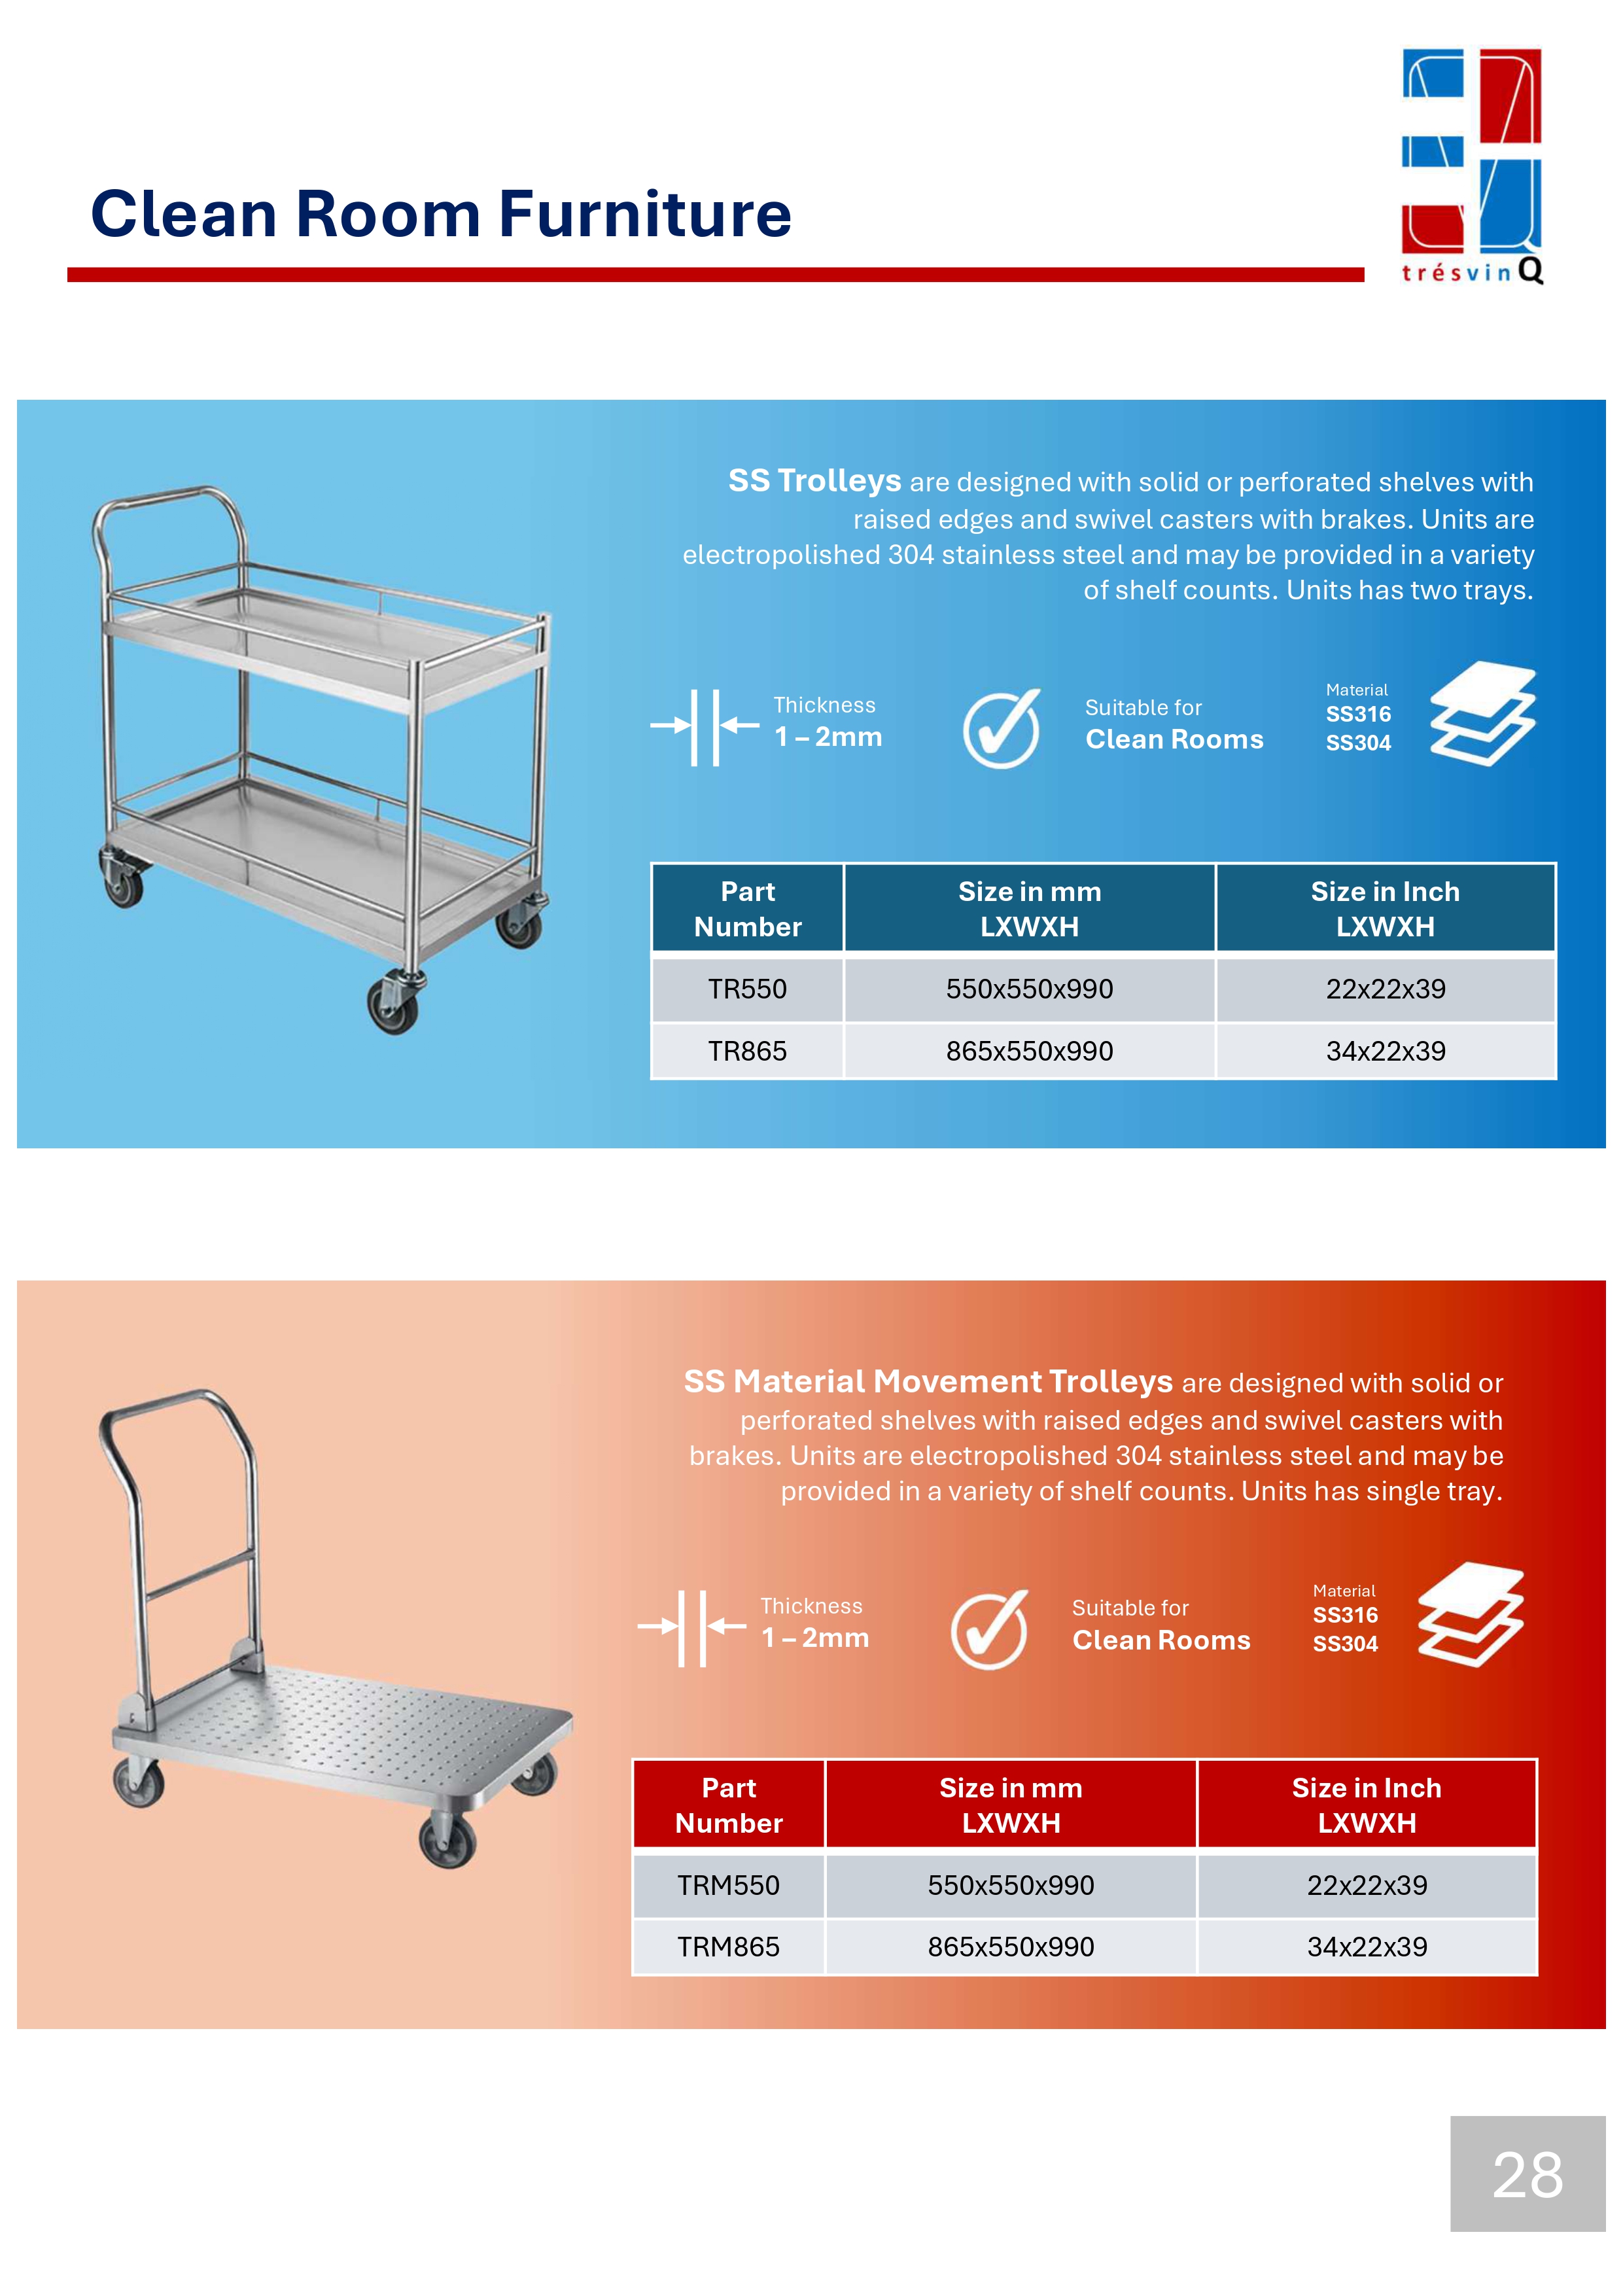 Clean Room Furniture
trésvinQ
SS Trolleys are designed with solid or perforated shelves with
raised edges and swivel casters with brakes. Units are
electropolished 304 stainless steel and may be provided in a variety
of shelf counts. Units has two trays.
Thickness
1 – 2mm
Suitable for
Clean Rooms
Material
SS316
SS304
Part Number Size in mm LXWXH Size in Inch LXWXH
TR550 550x550x990 22x22x39
TR865 865x550x990 34x22x39
SS Material Movement Trolleys are designed with solid or
perforated shelves with raised edges and swivel casters with
brakes. Units are electropolished 304 stainless steel and may be
provided in a variety of shelf counts. Units has single tray.
Thickness
1 – 2mm
Suitable for
Clean Rooms
Material
SS316
SS304
Part Number Size in mm LXWXH Size in Inch LXWXH
TRM550 550x550x990 22x22x39
TRM865 865x550x990 34x22x39
28